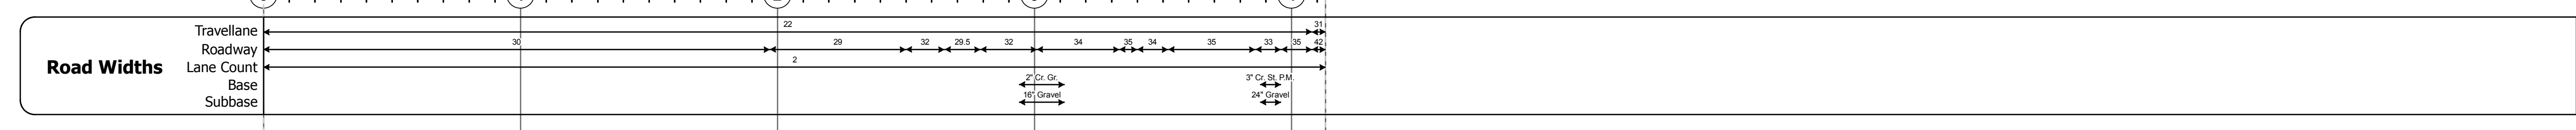 Road Widths
Travellane 22 31
Roadway 30 29 32 29.5 32 34 35 34 35 33 35 42
Lane Count 2
Base 2" Cr. Gr. 3" Cr. St. P.M.
Subbase 16" Gravel 24" Gravel